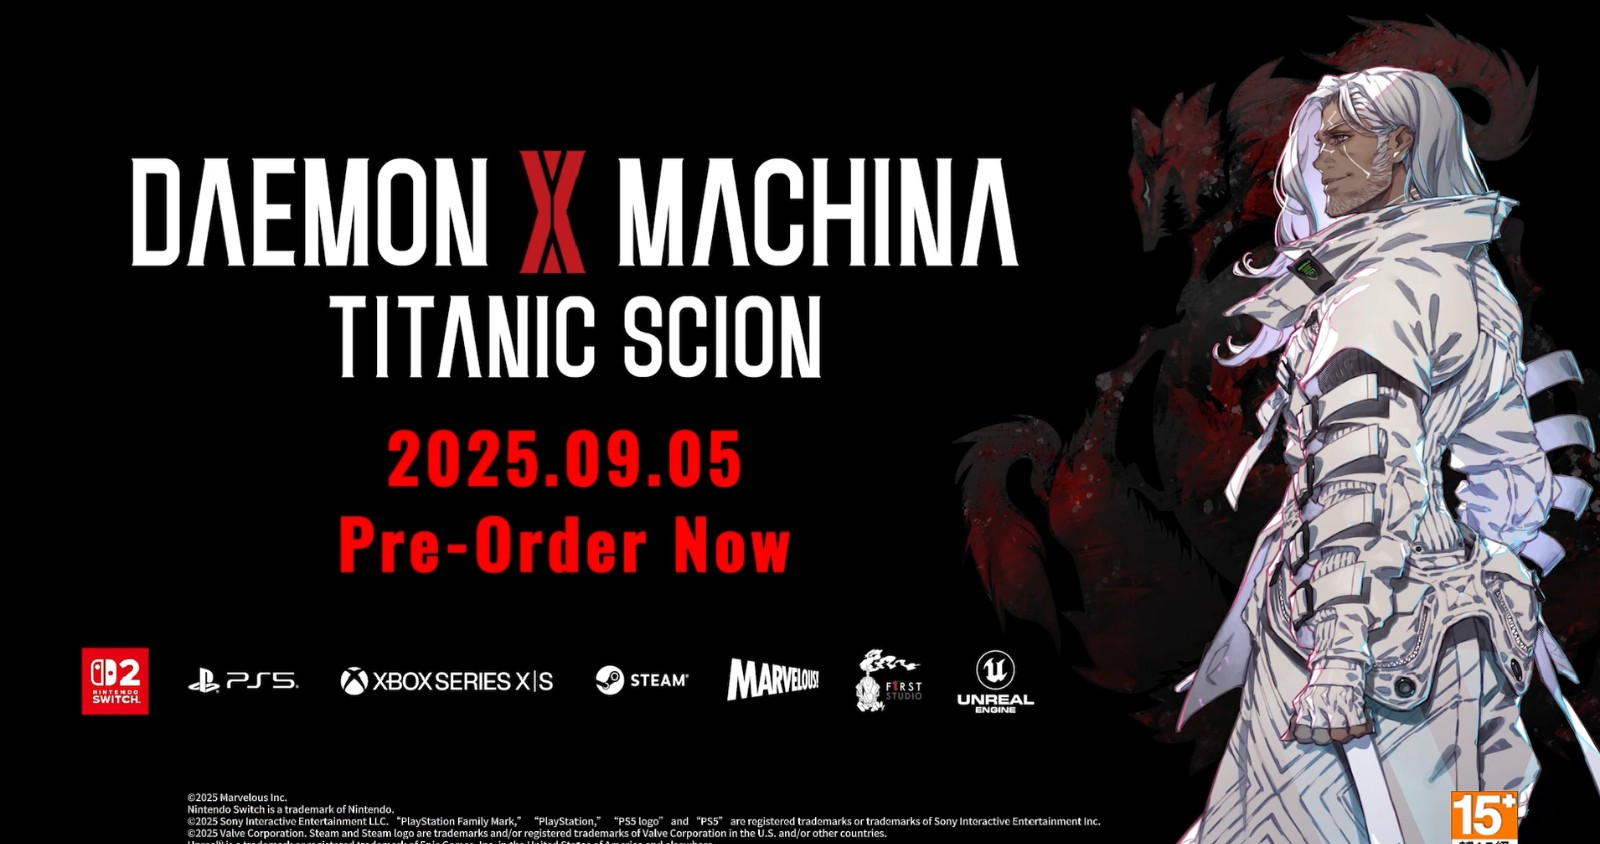 DAEMON X MACHINA
TITANIC SCION
2025.09.05
Pre-Order Now
2 NINTENDO SWITCH
PS5
XBOX SERIES X|S
STEAM
MARVELOUS!
FIRST STUDIO
UNREAL ENGINE
©2025 Marvelous Inc.
Nintendo Switch is a trademark of Nintendo.
©2025 Sony Interactive Entertainment LLC. “PlayStation Family Mark,” “PlayStation,” “PS5 logo” and “PS5” are registered trademarks or trademarks of Sony Interactive Entertainment Inc.
©2025 Valve Corporation. Steam and Steam logo are trademarks and/or registered trademarks of Valve Corporation in the U.S. and/or other countries.
15+